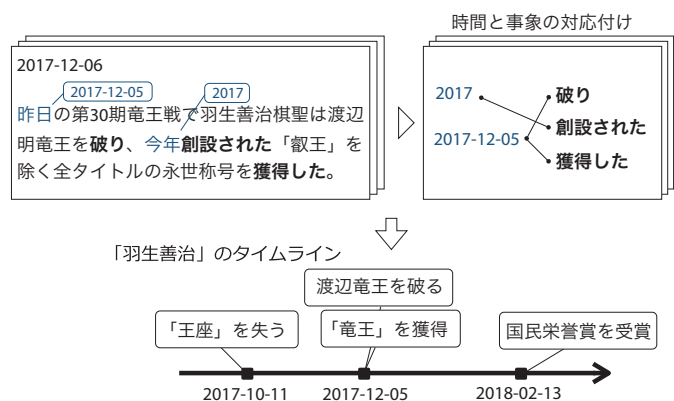 時間と事象の対応付け
2017-12-06
2017-12-05
2017
昨日の第30期竜王戦で羽生善治棋聖は渡辺
明竜王を破り、今年創設された「叡王」を
除く全タイトルの永世称号を獲得した。
2017
2017-12-05
破り
創設された
獲得した
「羽生善治」のタイムライン
渡辺竜王を破る
「王座」を失う
「竜王」を獲得
国民栄誉賞を受賞
2017-10-11
2017-12-05
2018-02-13